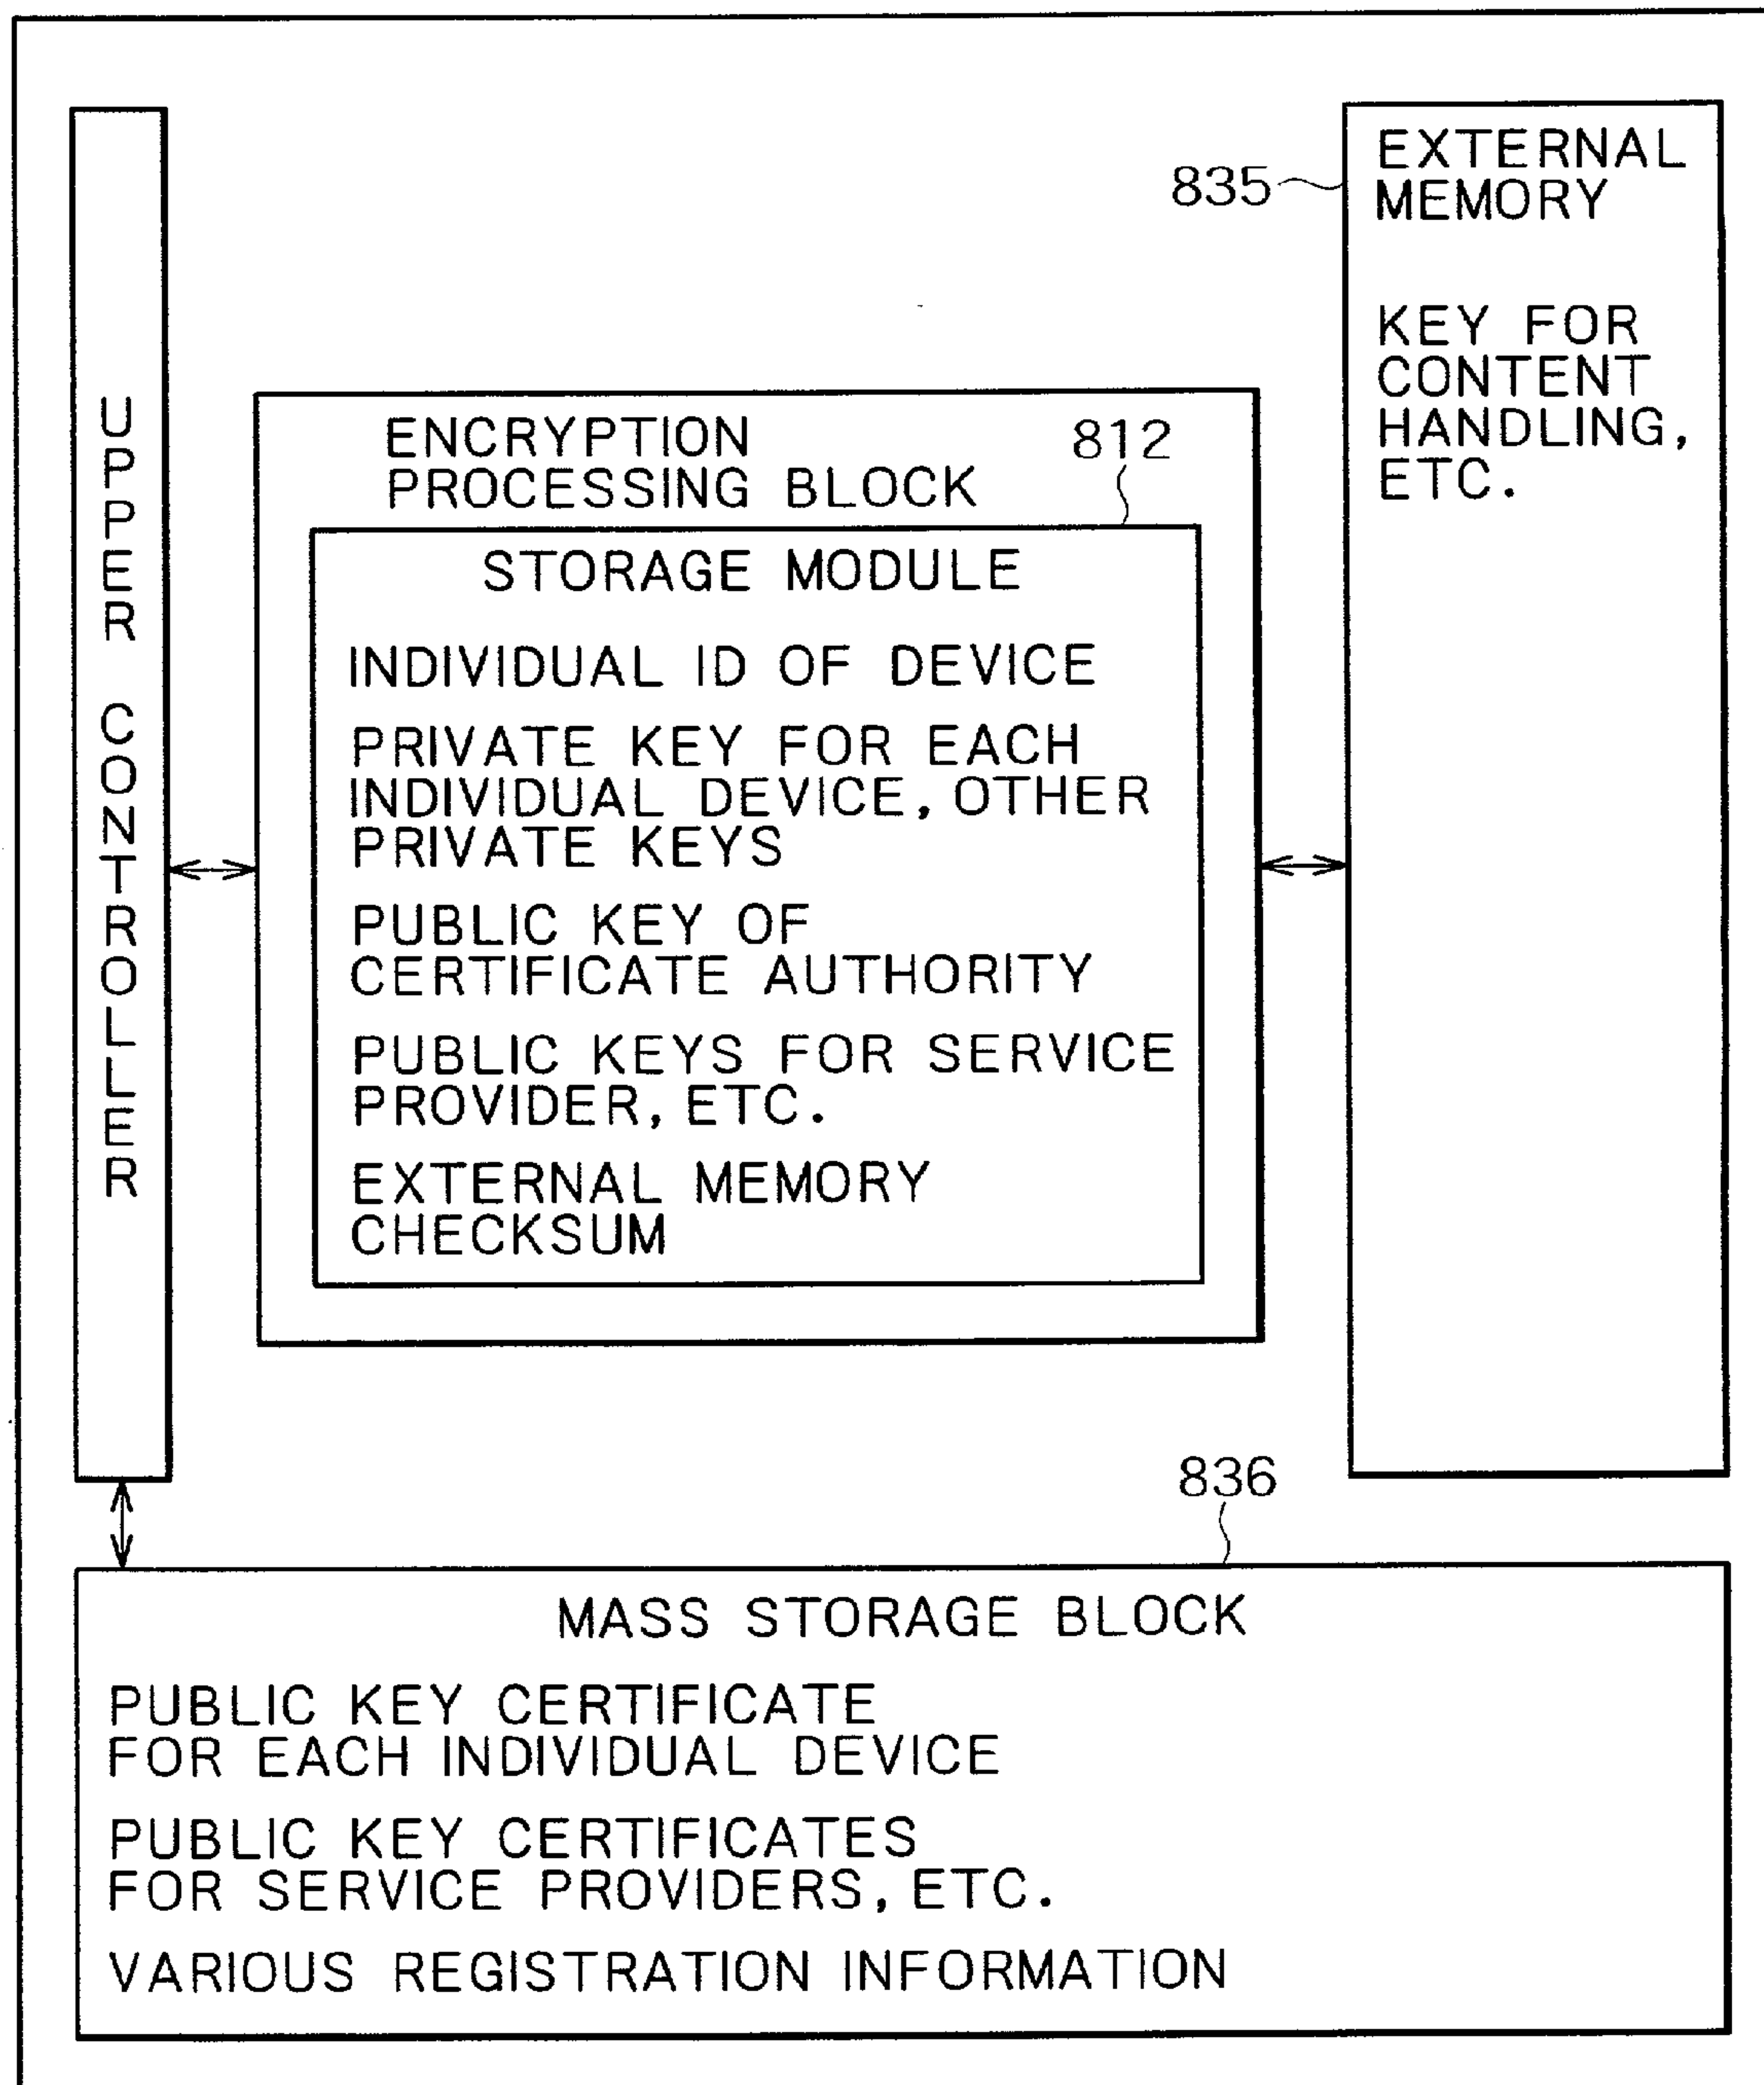 UPPER CONTROLLER
ENCRYPTION
PROCESSING BLOCK
812
STORAGE MODULE
INDIVIDUAL ID OF DEVICE
PRIVATE KEY FOR EACH
INDIVIDUAL DEVICE, OTHER
PRIVATE KEYS
PUBLIC KEY OF
CERTIFICATE AUTHORITY
PUBLIC KEYS FOR SERVICE
PROVIDER, ETC.
EXTERNAL MEMORY
CHECKSUM
835
EXTERNAL
MEMORY
KEY FOR
CONTENT
HANDLING,
ETC.
836
MASS STORAGE BLOCK
PUBLIC KEY CERTIFICATE
FOR EACH INDIVIDUAL DEVICE
PUBLIC KEY CERTIFICATES
FOR SERVICE PROVIDERS, ETC.
VARIOUS REGISTRATION INFORMATION